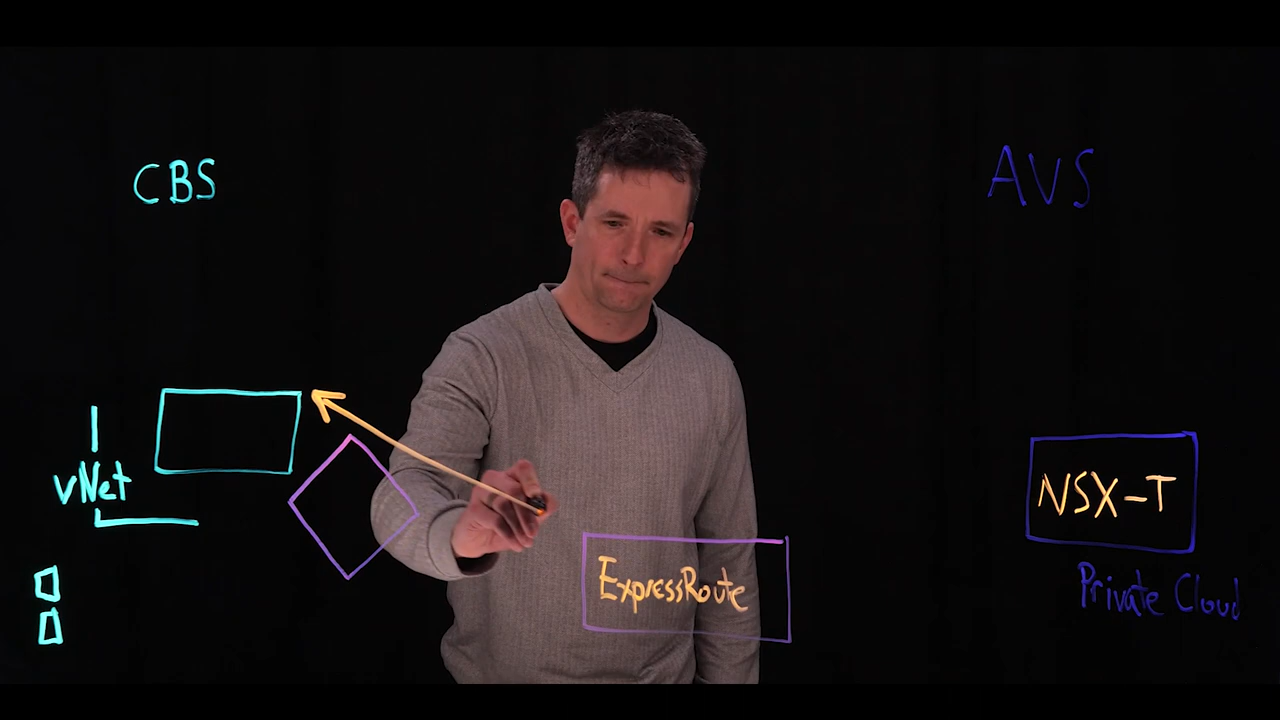 CBS
AVS
vNet
NSX-T
ExpressRoute
Private Cloud